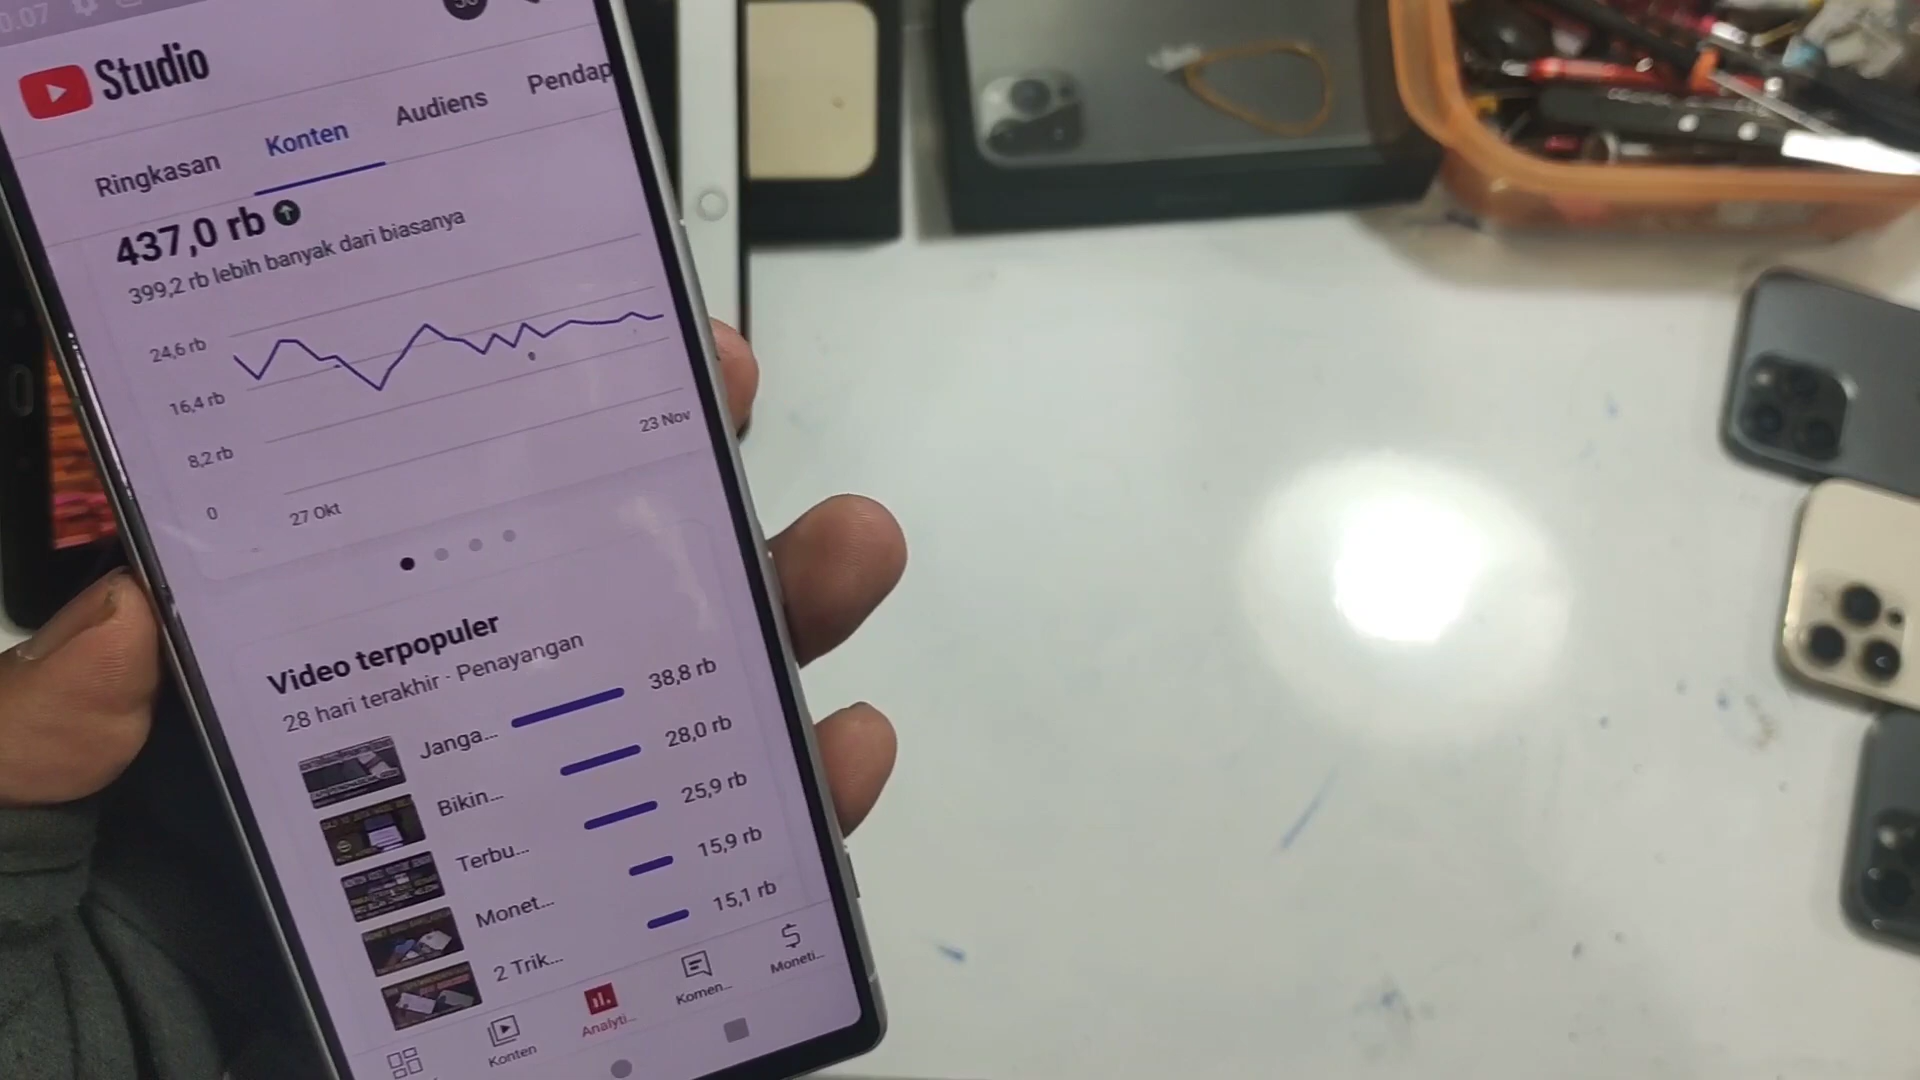 0.07
Studio
Ringkasan
Konten
Audiens
Pendap
437,0 rb
399,2 rb lebih banyak dari biasanya
24,6 rb
16,4 rb
8,2 rb
0
27 Okt
23 Nov
Video terpopuler
28 hari terakhir · Penayangan
Janga... 38,8 rb
Bikin... 28,0 rb
Terbu... 25,9 rb
Monet... 15,9 rb
2 Trik... 15,1 rb
Konten
Analyti...
Komen...
Moneti...